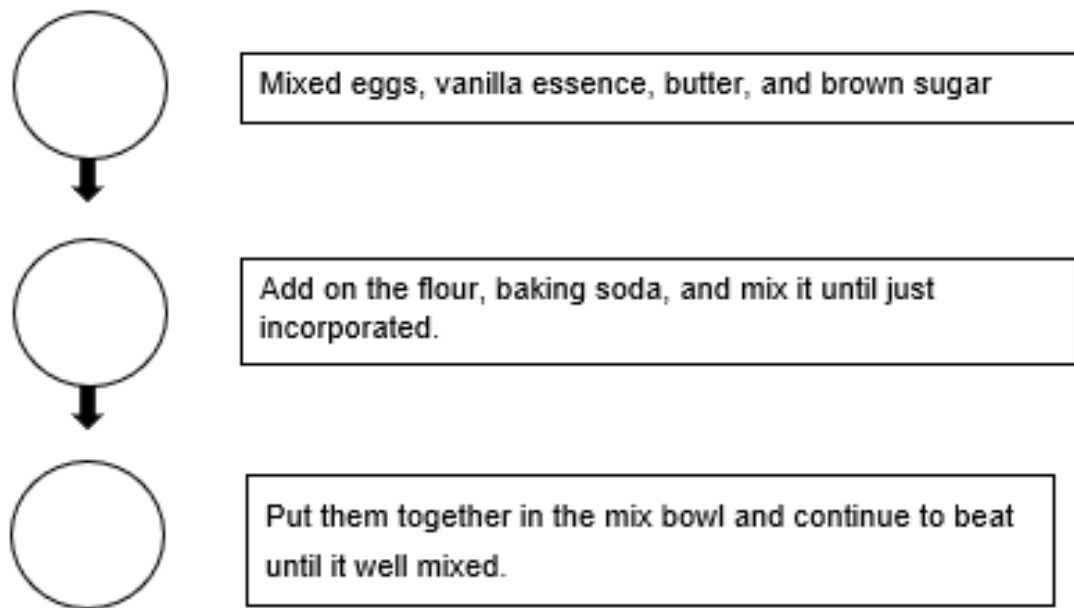 Mixed eggs, vanilla essence, butter, and brown sugar
Add on the flour, baking soda, and mix it until just
incorporated.
Put them together in the mix bowl and continue to beat
until it well mixed.